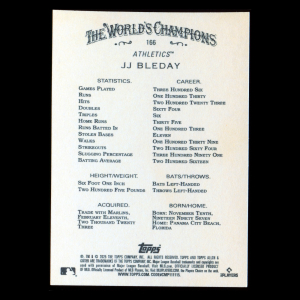 THE WORLD'S CHAMPIONS
166
ATHLETICS™
JJ BLEDAY
STATISTICS. CAREER.
GAMES PLAYED THREE HUNDRED SIX
RUNS ONE HUNDRED THIRTY
HITS TWO HUNDRED TWENTY THREE
DOUBLES SIXTY FOUR
TRIPLES SIX
HOME RUNS THIRTY FIVE
RUNS BATTED IN ONE HUNDRED THREE
STOLEN BASES ELEVEN
WALKS ONE HUNDRED THIRTY TWO
STRIKEOUTS TWO HUNDRED SIXTY FOUR
SLUGGING PERCENTAGE THREE HUNDRED NINETY ONE
BATTING AVERAGE TWO HUNDRED THIRTY SIX
HEIGHT/WEIGHT. BATS/THROWS.
SIX FOOT ONE INCH BATS LEFT-HANDED
TWO HUNDRED FIVE POUNDS THROWS LEFT-HANDED
ACQUIRED. BORN/HOME.
TRADE WITH MARLINS, BORN: NOVEMBER TENTH,
FEBRUARY ELEVENTH, NINETEEN NINETY SEVEN
TWO THOUSAND TWENTY HOME: PANAMA CITY BEACH,
THREE FLORIDA
Topps